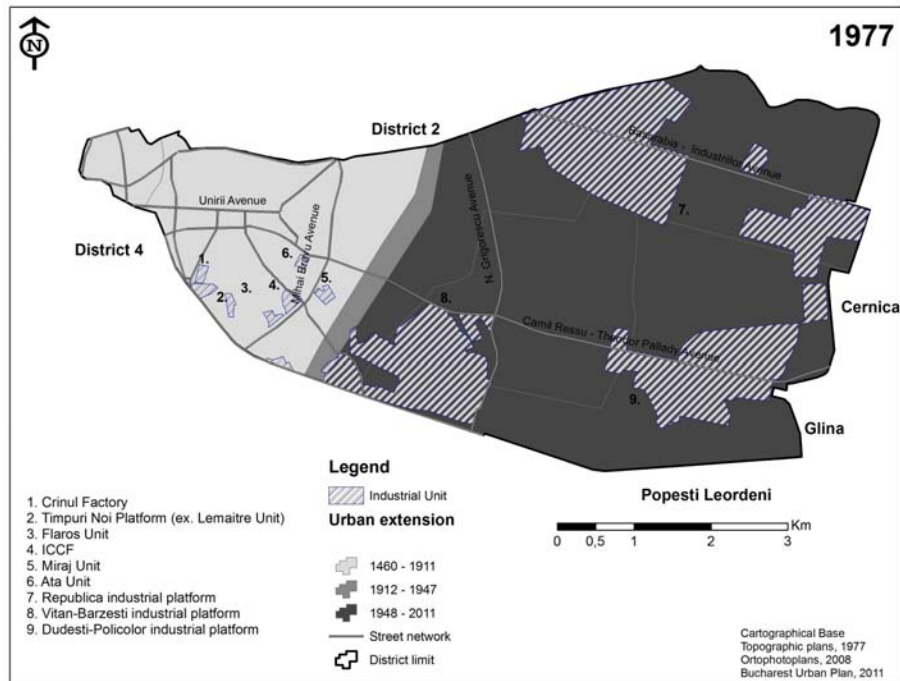 1977
N
District 2
Basarabia - Industriilor Avenue
Unirii Avenue
N. Grigorescu Avenue
7.
District 4
Mihai Bravu Avenue
6.
1.
5.
2.
3.
4.
8.
Cernica
Camil Ressu - Theodor Pallady Avenue
9.
Glina
Legend
Industrial Unit
Popesti Leordeni
Urban extension
Km
0 0,5 1 2 3
1. Crinul Factory
2. Timpuri Noi Platform (ex. Lemaitre Unit)
3. Flaros Unit
4. ICCF
5. Miraj Unit
6. Ata Unit
7. Republica industrial platform
8. Vitan-Barzesti industrial platform
9. Dudesti-Policolor industrial platform
1460 - 1911
1912 - 1947
1948 - 2011
Street network
District limit
Cartographical Base
Topographic plans, 1977
Ortophotoplans, 2008
Bucharest Urban Plan, 2011